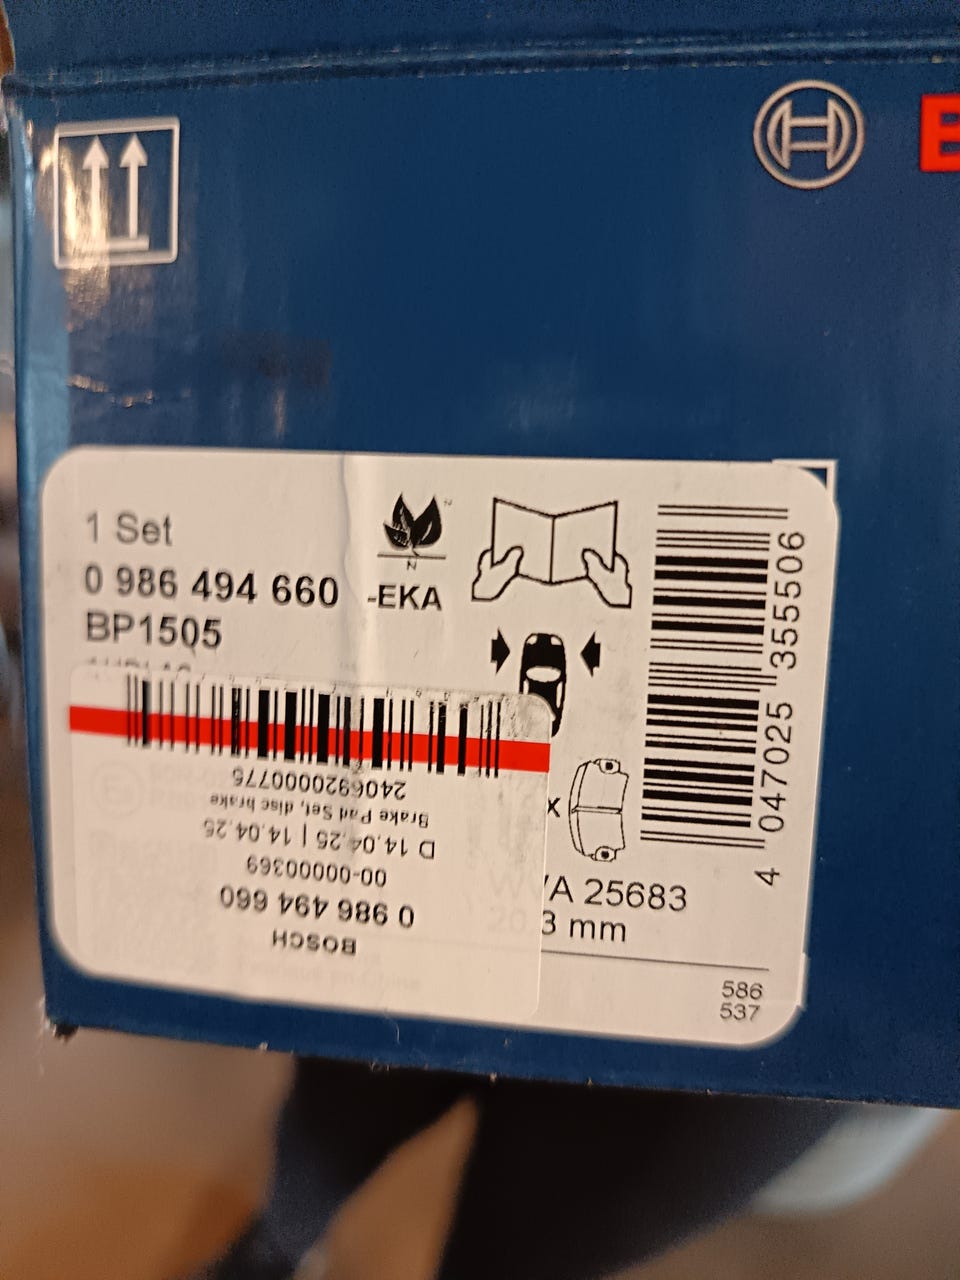 1 Set
0 986 494 660 -EKA
BP1505
4 047025 355506
2406920000775
Brake Pad Set, disc brake
D 14.04.25 | 14.04.25
00-00000369
0 986 494 660
BOSCH
x
VA 25683
3 mm
586
537